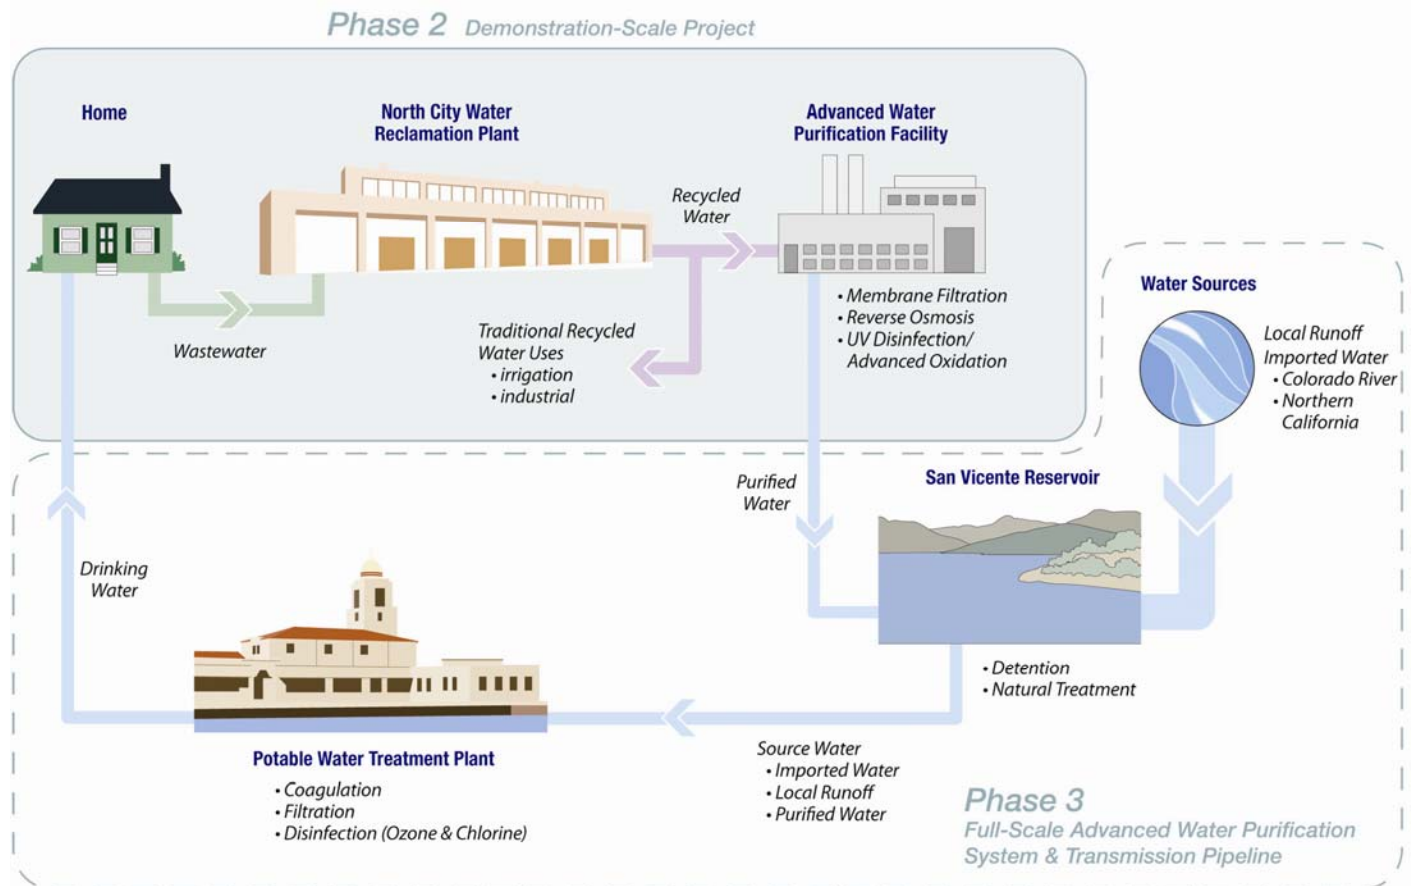 Phase 2 Demonstration-Scale Project
Home
North City Water
Reclamation Plant
Advanced Water
Purification Facility
Recycled
Water
Wastewater
Traditional Recycled
Water Uses
• irrigation
• industrial
• Membrane Filtration
• Reverse Osmosis
• UV Disinfection/
Advanced Oxidation
Water Sources
Local Runoff
Imported Water
• Colorado River
• Northern
California
Purified
Water
San Vicente Reservoir
• Detention
• Natural Treatment
Drinking
Water
Potable Water Treatment Plant
• Coagulation
• Filtration
• Disinfection (Ozone & Chlorine)
Source Water
• Imported Water
• Local Runoff
• Purified Water
Phase 3
Full-Scale Advanced Water Purification
System & Transmission Pipeline